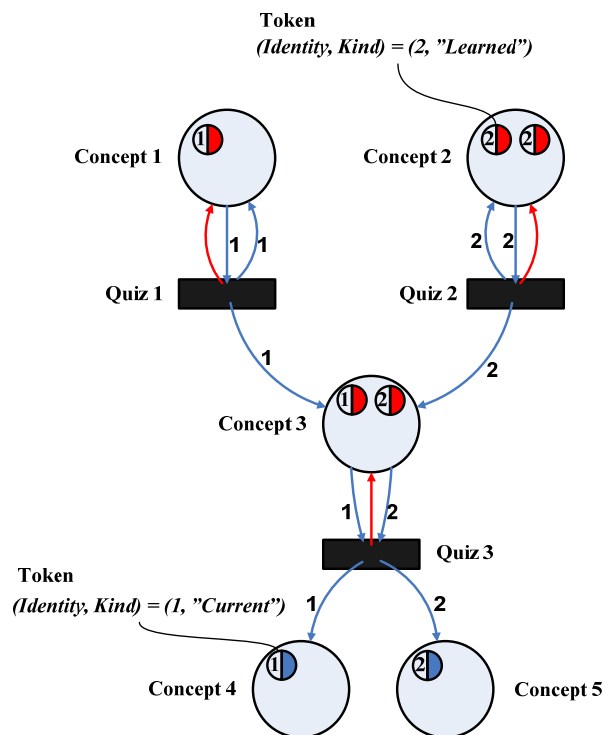 Token
(Identity, Kind) = (2, ”Learned”)
1
2 2
Concept 1
Concept 2
1 1
2 2
Quiz 1
Quiz 2
1
2
1 2
Concept 3
1 2
Quiz 3
Token
(Identity, Kind) = (1, ”Current”)
1 2
1
2
Concept 4
Concept 5